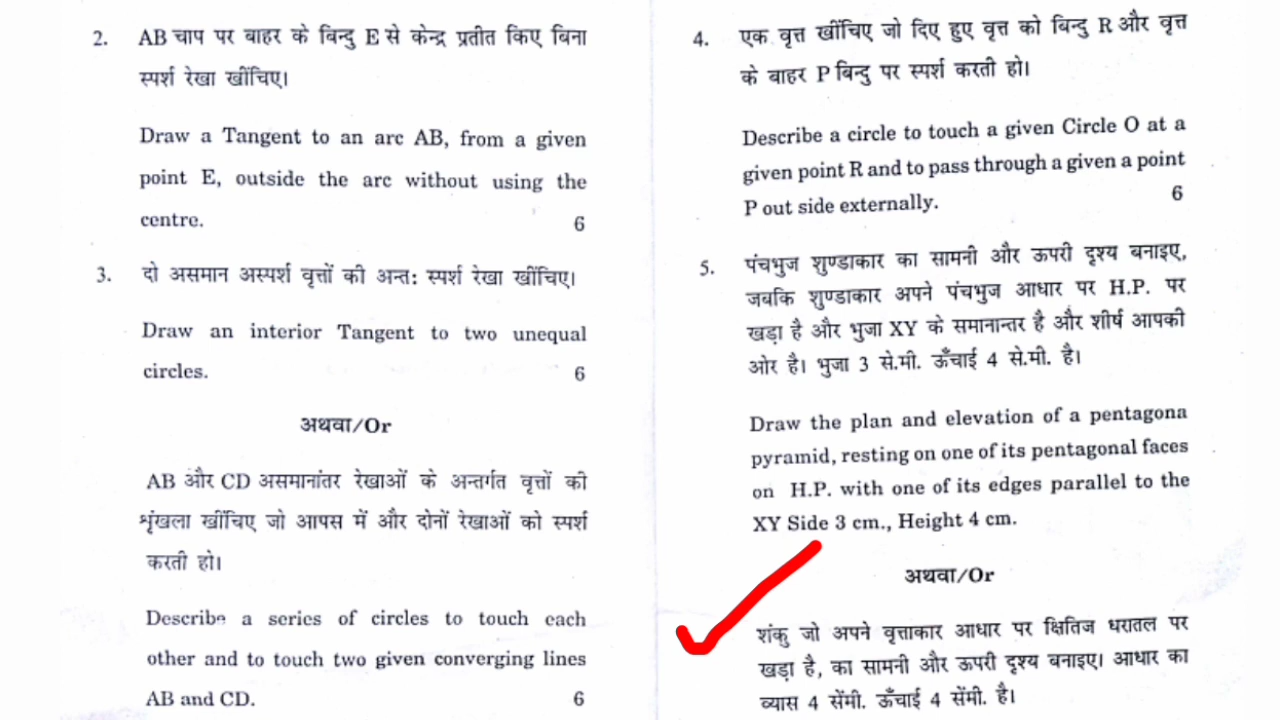 2. AB चाप पर बाहर के बिन्दु E से केन्द्र प्रतीत किए बिना
स्पर्श रेखा खींचिए।
Draw a Tangent to an arc AB, from a given
point E, outside the arc without using the
centre. 6
3. दो असमान अस्पर्श वृत्तों की अन्त: स्पर्श रेखा खींचिए।
Draw an interior Tangent to two unequal
circles. 6
अथवा/Or
AB और CD असमानांतर रेखाओं के अन्तर्गत वृत्तों की
शृंखला खींचिए जो आपस में और दोनों रेखाओं को स्पर्श
करती हो।
Describe a series of circles to touch each
other and to touch two given converging lines
AB and CD. 6
4. एक वृत्त खींचिए जो दिए हुए वृत्त को बिन्दु R और वृत्त
के बाहर P बिन्दु पर स्पर्श करती हो।
Describe a circle to touch a given Circle O at a
given point R and to pass through a given a point
P out side externally. 6
5. पंचभुज शुण्डाकार का सामनी और ऊपरी दृश्य बनाइए,
जबकि शुण्डाकार अपने पंचभुज आधार पर H.P. पर
खड़ा है और भुजा XY के समानान्तर है और शीर्ष आपकी
ओर है। भुजा 3 से.मी. ऊँचाई 4 से.मी. है।
Draw the plan and elevation of a pentagona
pyramid, resting on one of its pentagonal faces
on H.P. with one of its edges parallel to the
XY Side 3 cm., Height 4 cm.
अथवा/Or
शंकु जो अपने वृत्ताकार आधार पर क्षितिज धरातल पर
खड़ा है, का सामनी और ऊपरी दृश्य बनाइए। आधार का
व्यास 4 सेंमी. ऊँचाई 4 सेंमी. है।